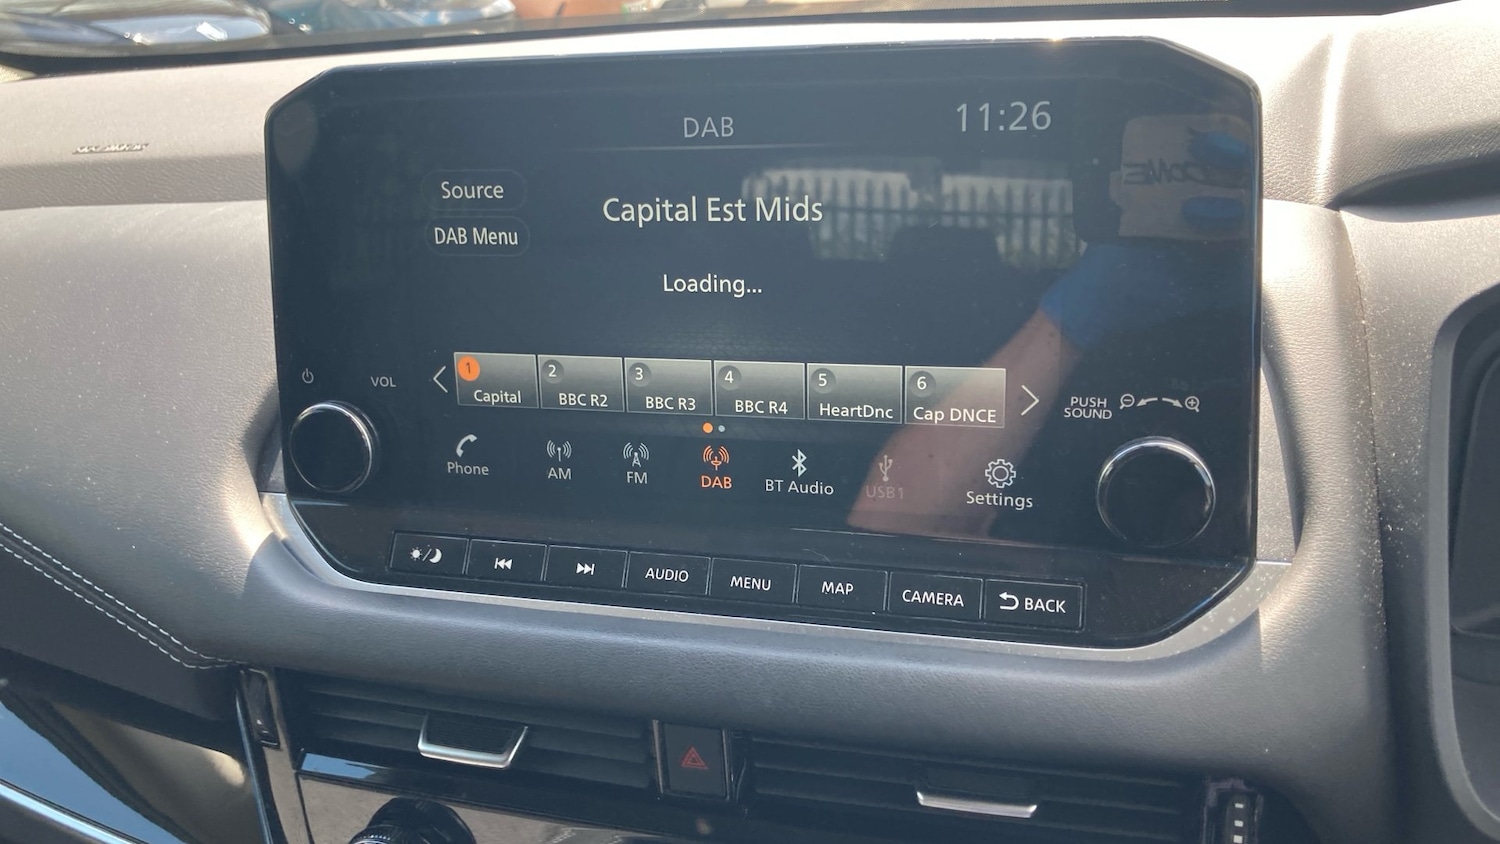 DAB
11:26
Source
Capital Est Mids
DAB Menu
Loading...
1 Capital
2 BBC R2
3 BBC R3
4 BBC R4
5 HeartDnc
6 Cap DNCE
VOL
PUSH
SOUND
Phone
AM
FM
DAB
BT Audio
USB1
Settings
AUDIO
MENU
MAP
CAMERA
BACK